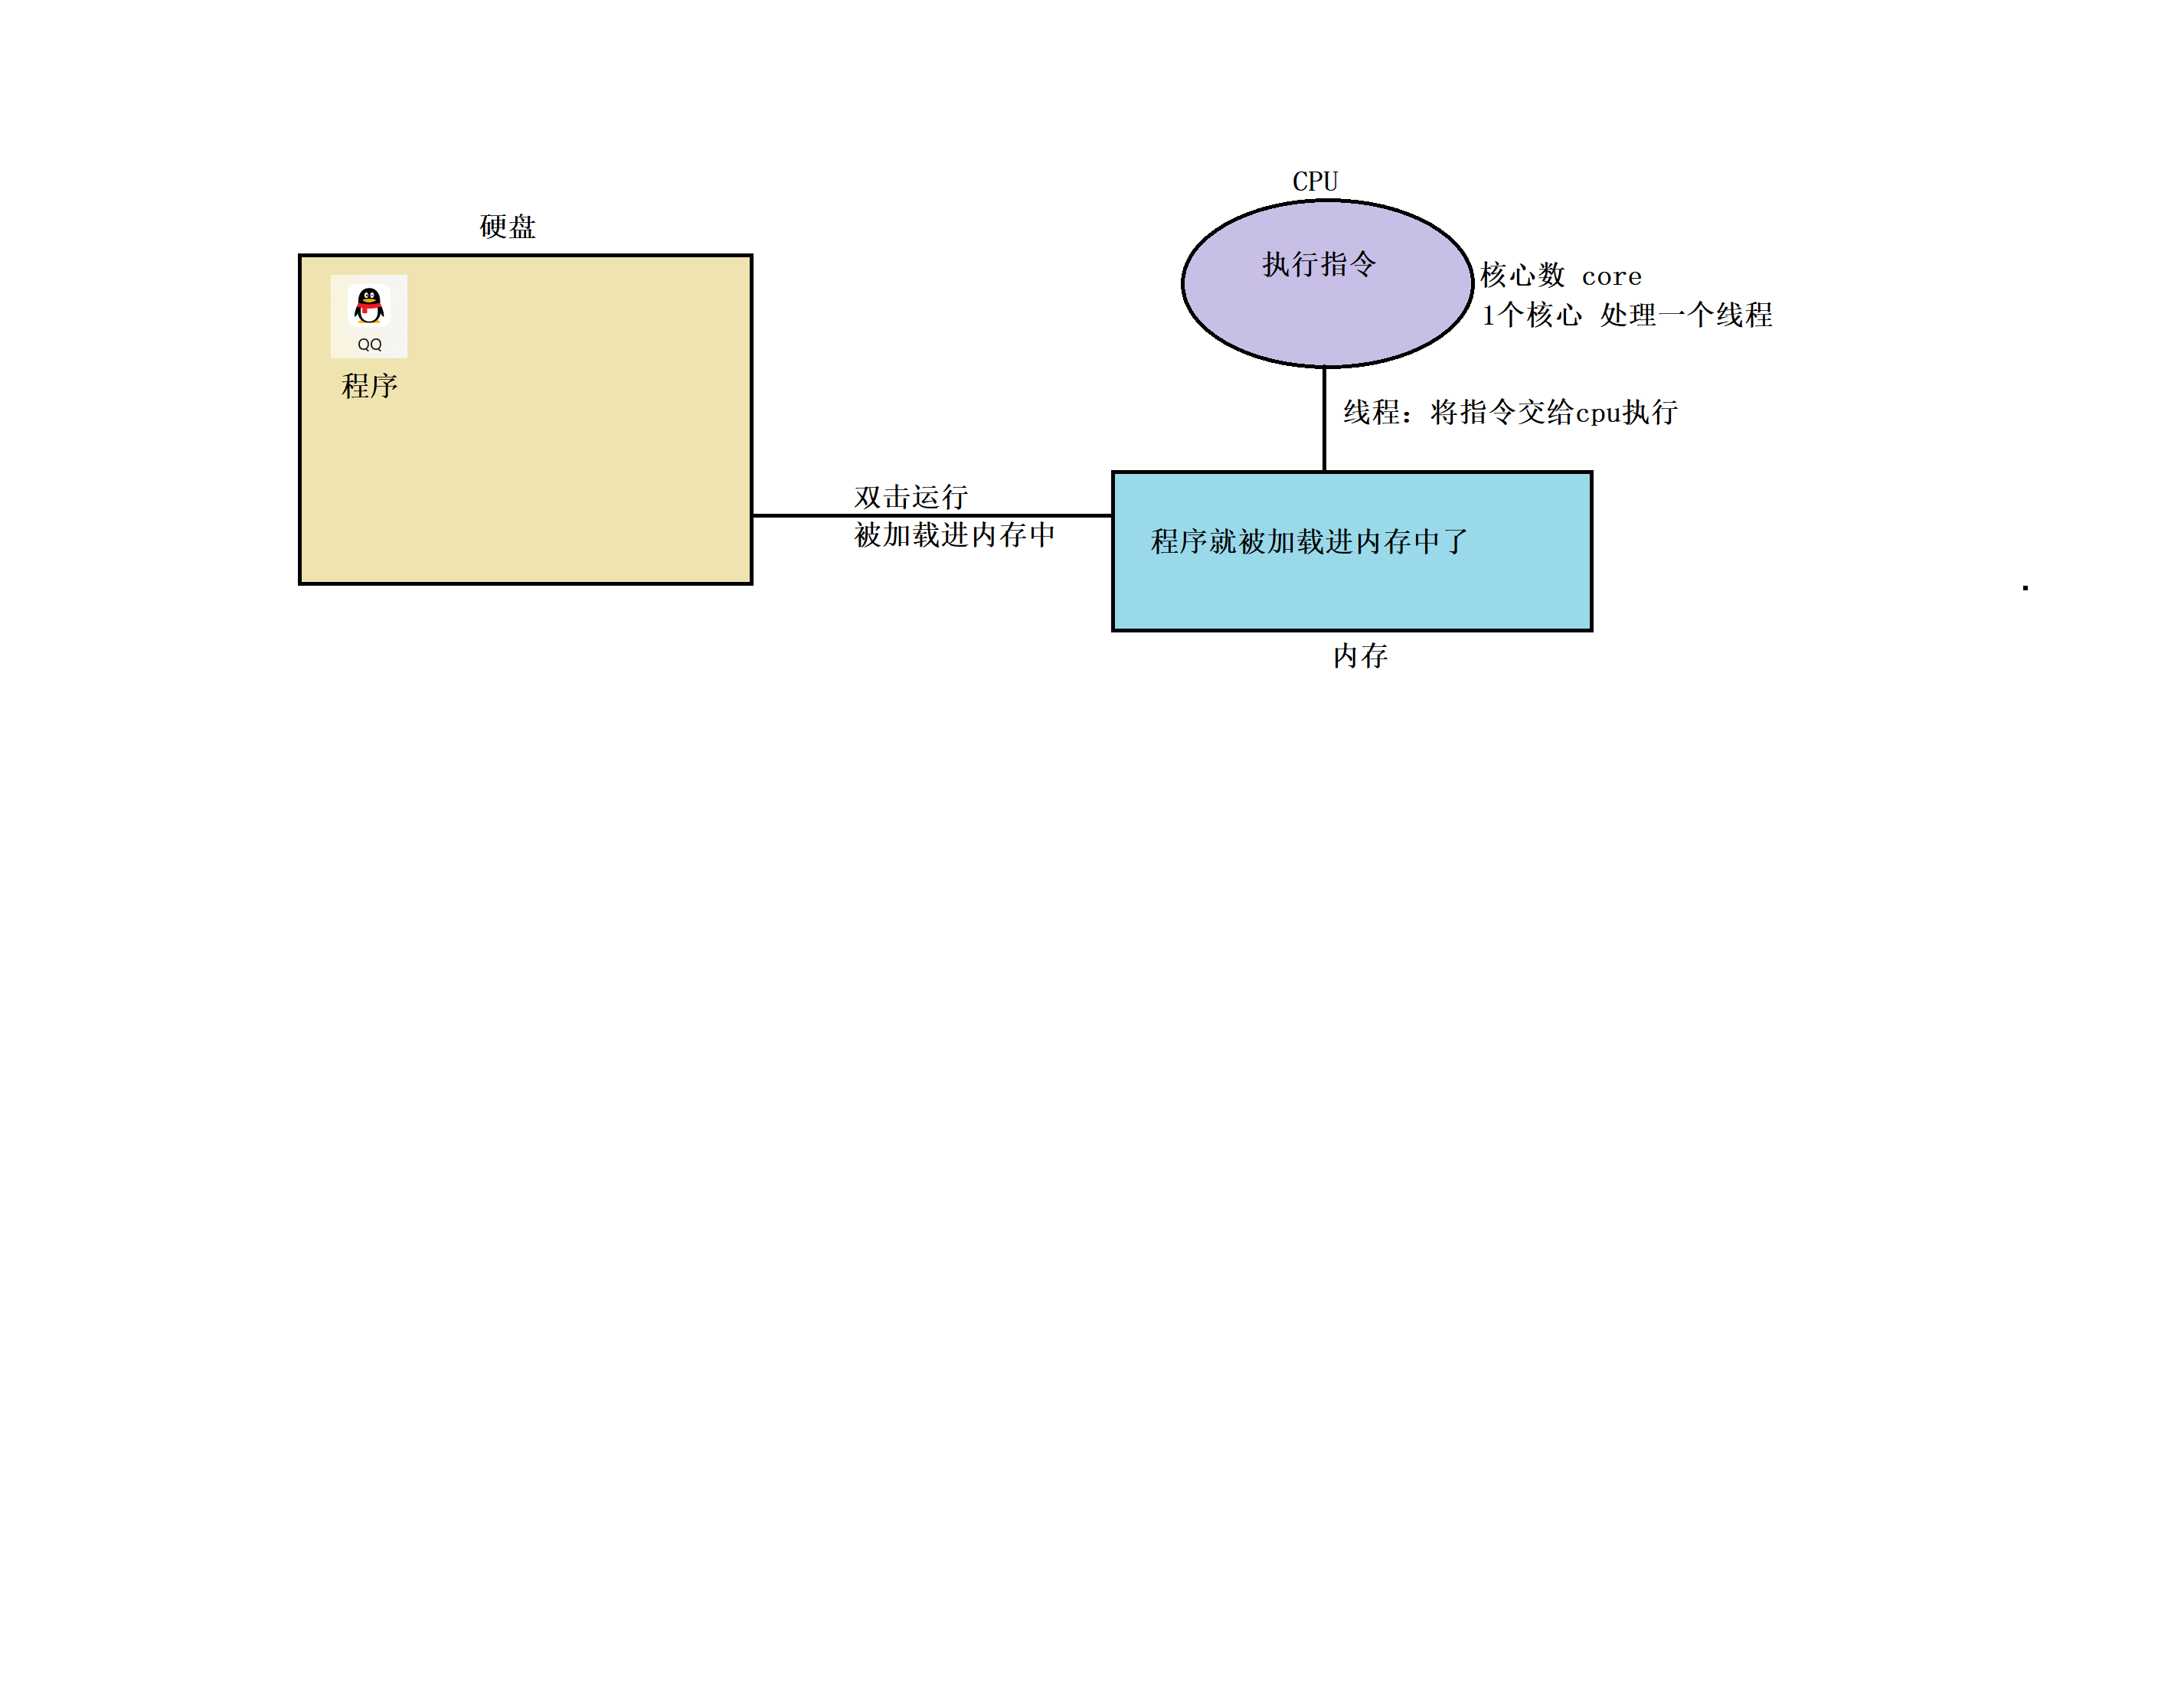 硬盘
QQ
程序
双击运行
被加载进内存中
CPU
执行指令
核心数 core
1个核心 处理一个线程
线程：将指令交给cpu执行
程序就被加载进内存中了
内存